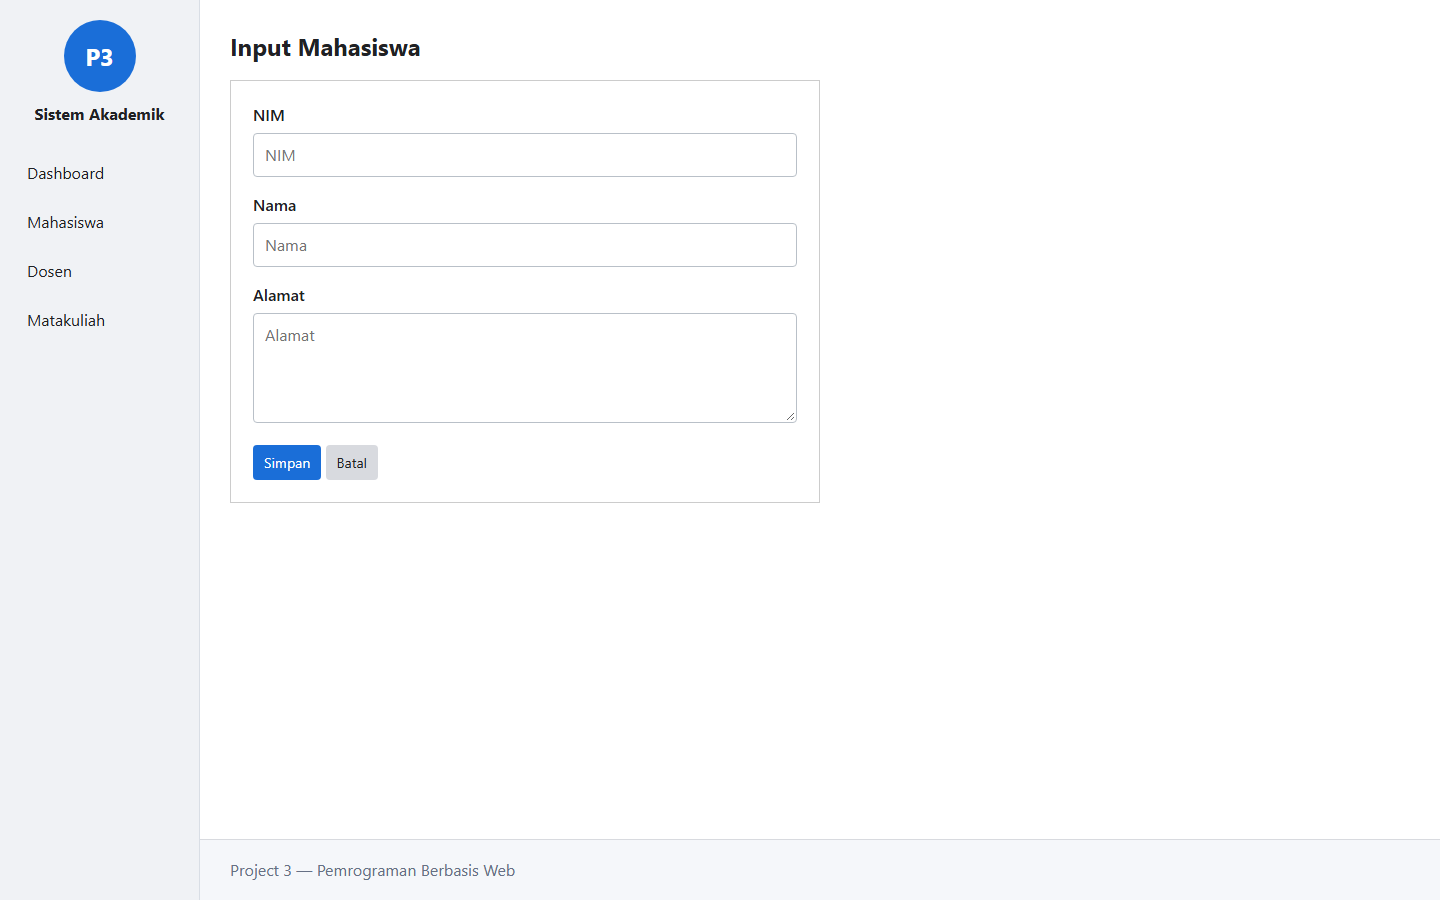 P3
Sistem Akademik
Dashboard
Mahasiswa
Dosen
Matakuliah
Input Mahasiswa
NIM
NIM
Nama
Nama
Alamat
Alamat
Simpan Batal
Project 3 — Pemrograman Berbasis Web